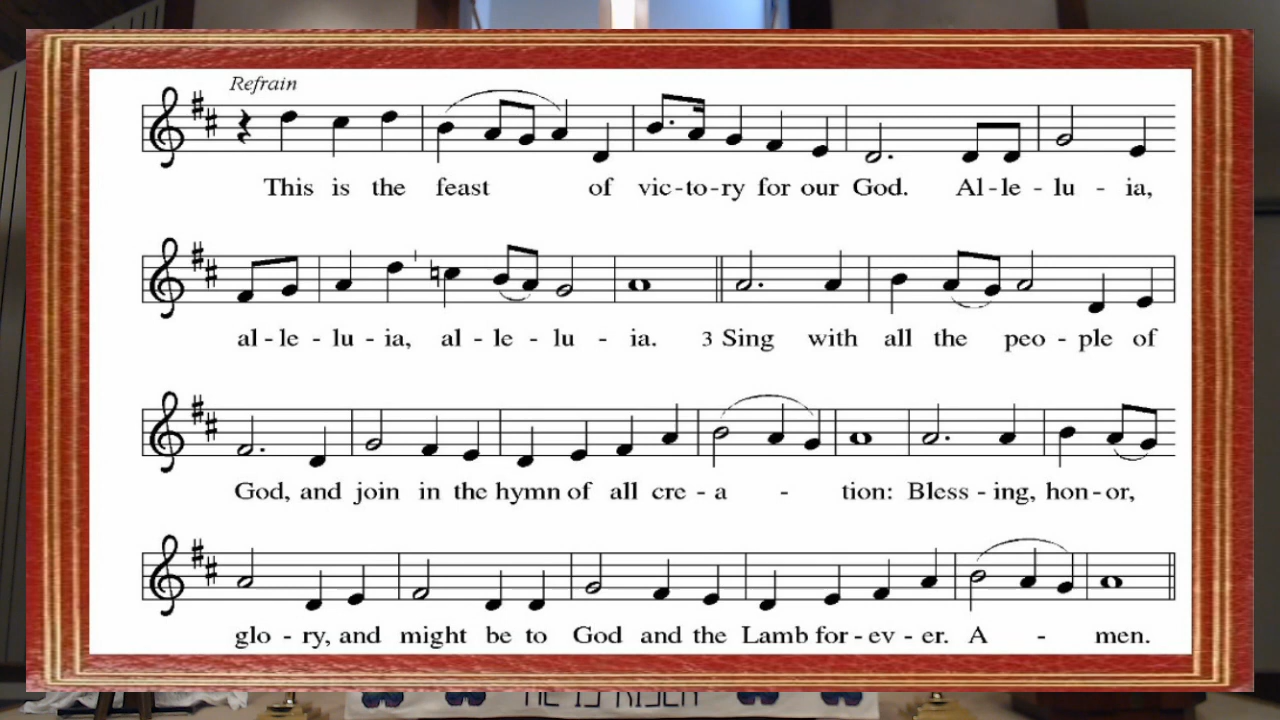 Refrain
This is the feast of vic-to-ry for our God. Al-le - lu - ia,
al-le - lu - ia, al - le - lu - ia. 3 Sing with all the peo - ple of
God, and join in the hymn of all cre - a - tion: Bless - ing, hon-or,
glo - ry, and might be to God and the Lamb for-ev - er. A - men.
HE IS RISEN